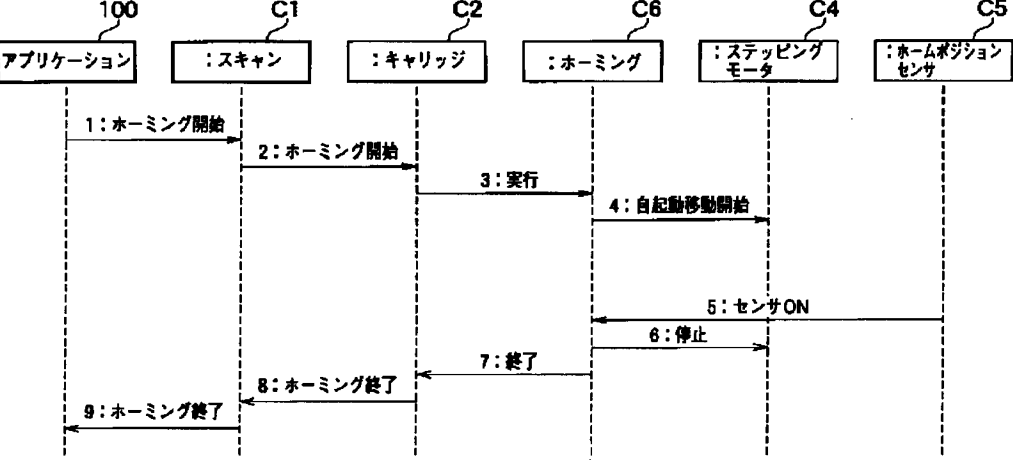 100
C1
C2
C6
C4
C5
アプリケーション
：スキャン
：キャリッジ
：ホーミング
：ステッピング
モータ
：ホームポジション
センサ
1：ホーミング開始
2：ホーミング開始
3：実行
4：自起動移動開始
5：センサON
6：停止
7：終了
8：ホーミング終了
9：ホーミング終了